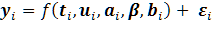 𝒚ᵢ = f(𝒕ᵢ, 𝒖ᵢ, 𝒂ᵢ, 𝜷, 𝒃ᵢ) + 𝜺ᵢ